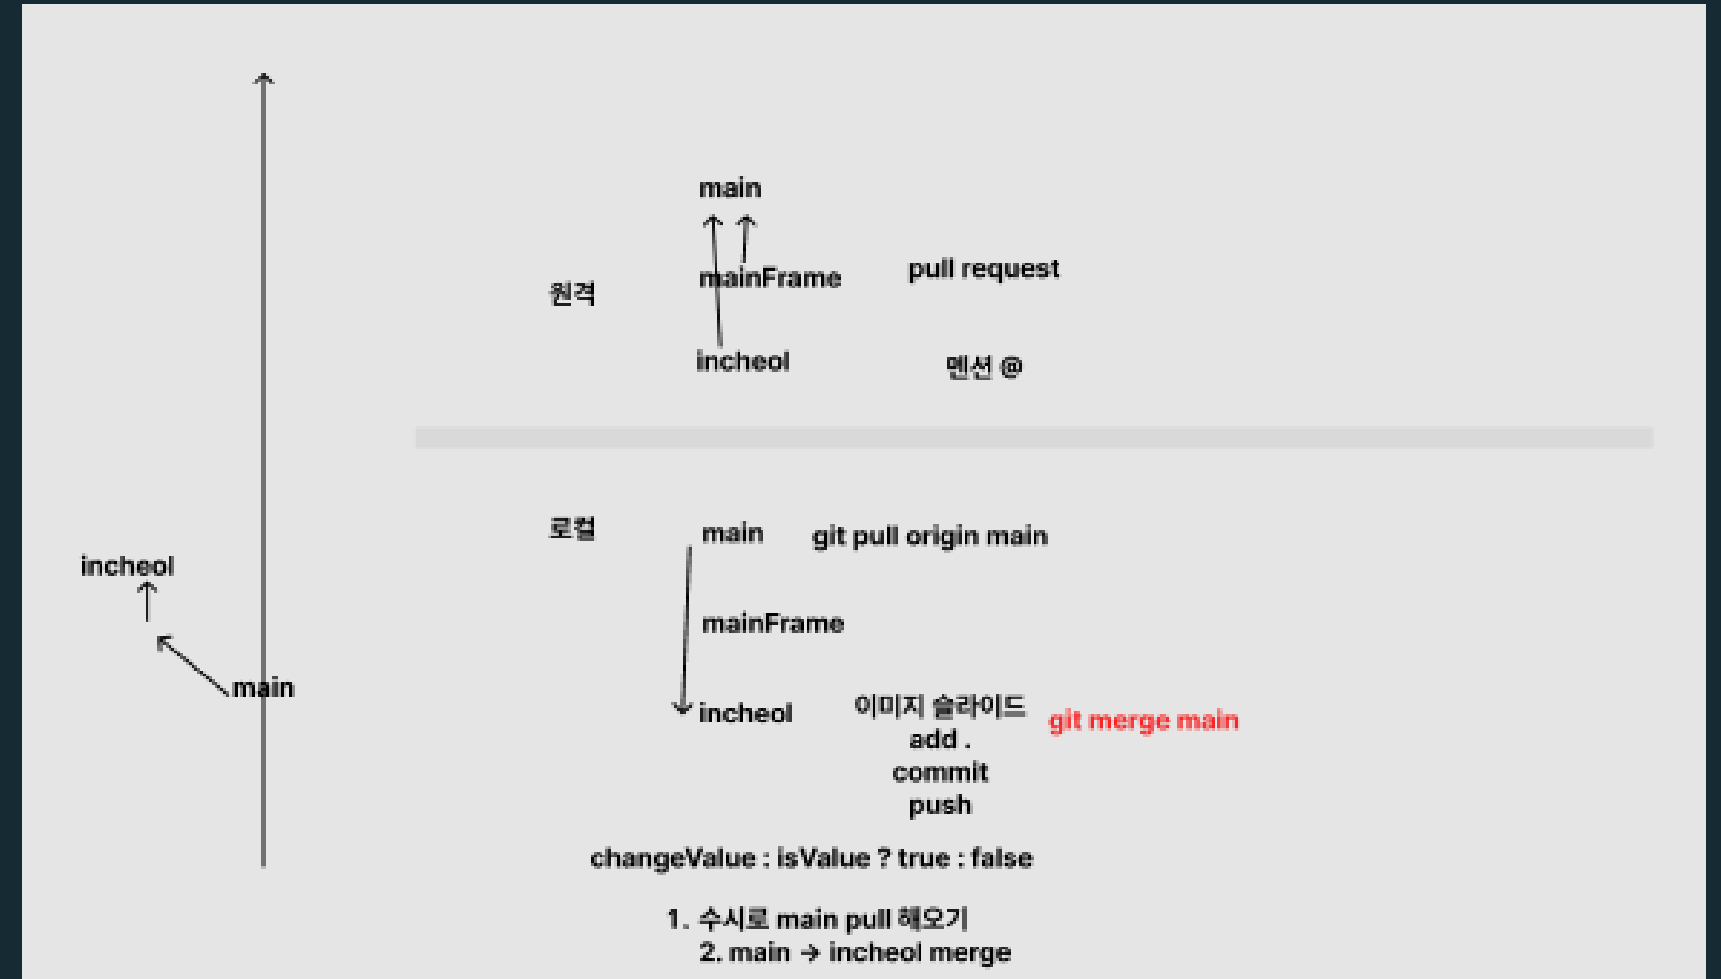 main
mainFrame
pull request
원격
incheol
멘션 @
로컬
main
git pull origin main
incheol
mainFrame
main
incheol
이미지 슬라이드
git merge main
add .
commit
push
changeValue : isValue ? true : false
1. 수시로 main pull 해오기
2. main → incheol merge